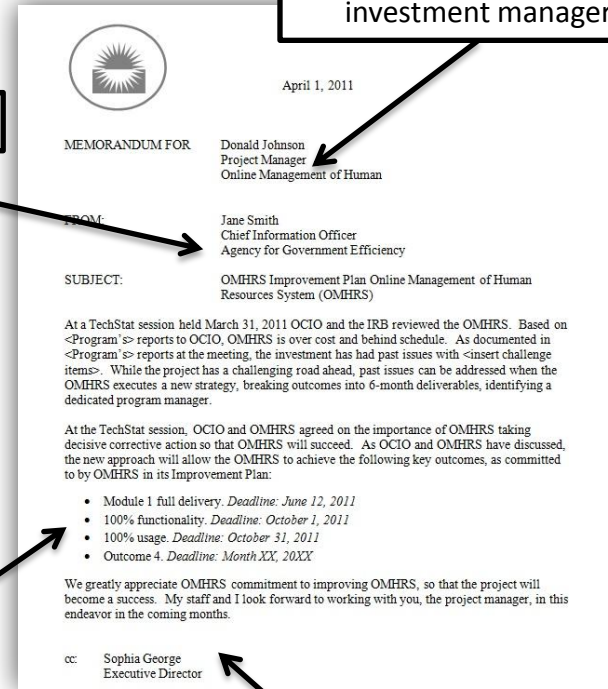 investment manager
April 1, 2011
MEMORANDUM FOR Donald Johnson
Project Manager
Online Management of Human
FROM: Jane Smith
Chief Information Officer
Agency for Government Efficiency
SUBJECT: OMHRS Improvement Plan Online Management of Human
Resources System (OMHRS)
At a TechStat session held March 31, 2011 OCIO and the IRB reviewed the OMHRS. Based on
<Program's> reports to OCIO, OMHRS is over cost and behind schedule. As documented in
<Program's> reports at the meeting, the investment has had past issues with <insert challenge
items>. While the project has a challenging road ahead, past issues can be addressed when the
OMHRS executes a new strategy, breaking outcomes into 6-month deliverables, identifying a
dedicated program manager.
At the TechStat session, OCIO and OMHRS agreed on the importance of OMHRS taking
decisive corrective action so that OMHRS will succeed. As OCIO and OMHRS have discussed,
the new approach will allow the OMHRS to achieve the following key outcomes, as committed
to by OMHRS in its Improvement Plan:
• Module 1 full delivery. Deadline: June 12, 2011
• 100% functionality. Deadline: October 1, 2011
• 100% usage. Deadline: October 31, 2011
• Outcome 4. Deadline: Month XX, 20XX
We greatly appreciate OMHRS commitment to improving OMHRS, so that the project will
become a success. My staff and I look forward to working with you, the project manager, in this
endeavor in the coming months.
cc: Sophia George
Executive Director